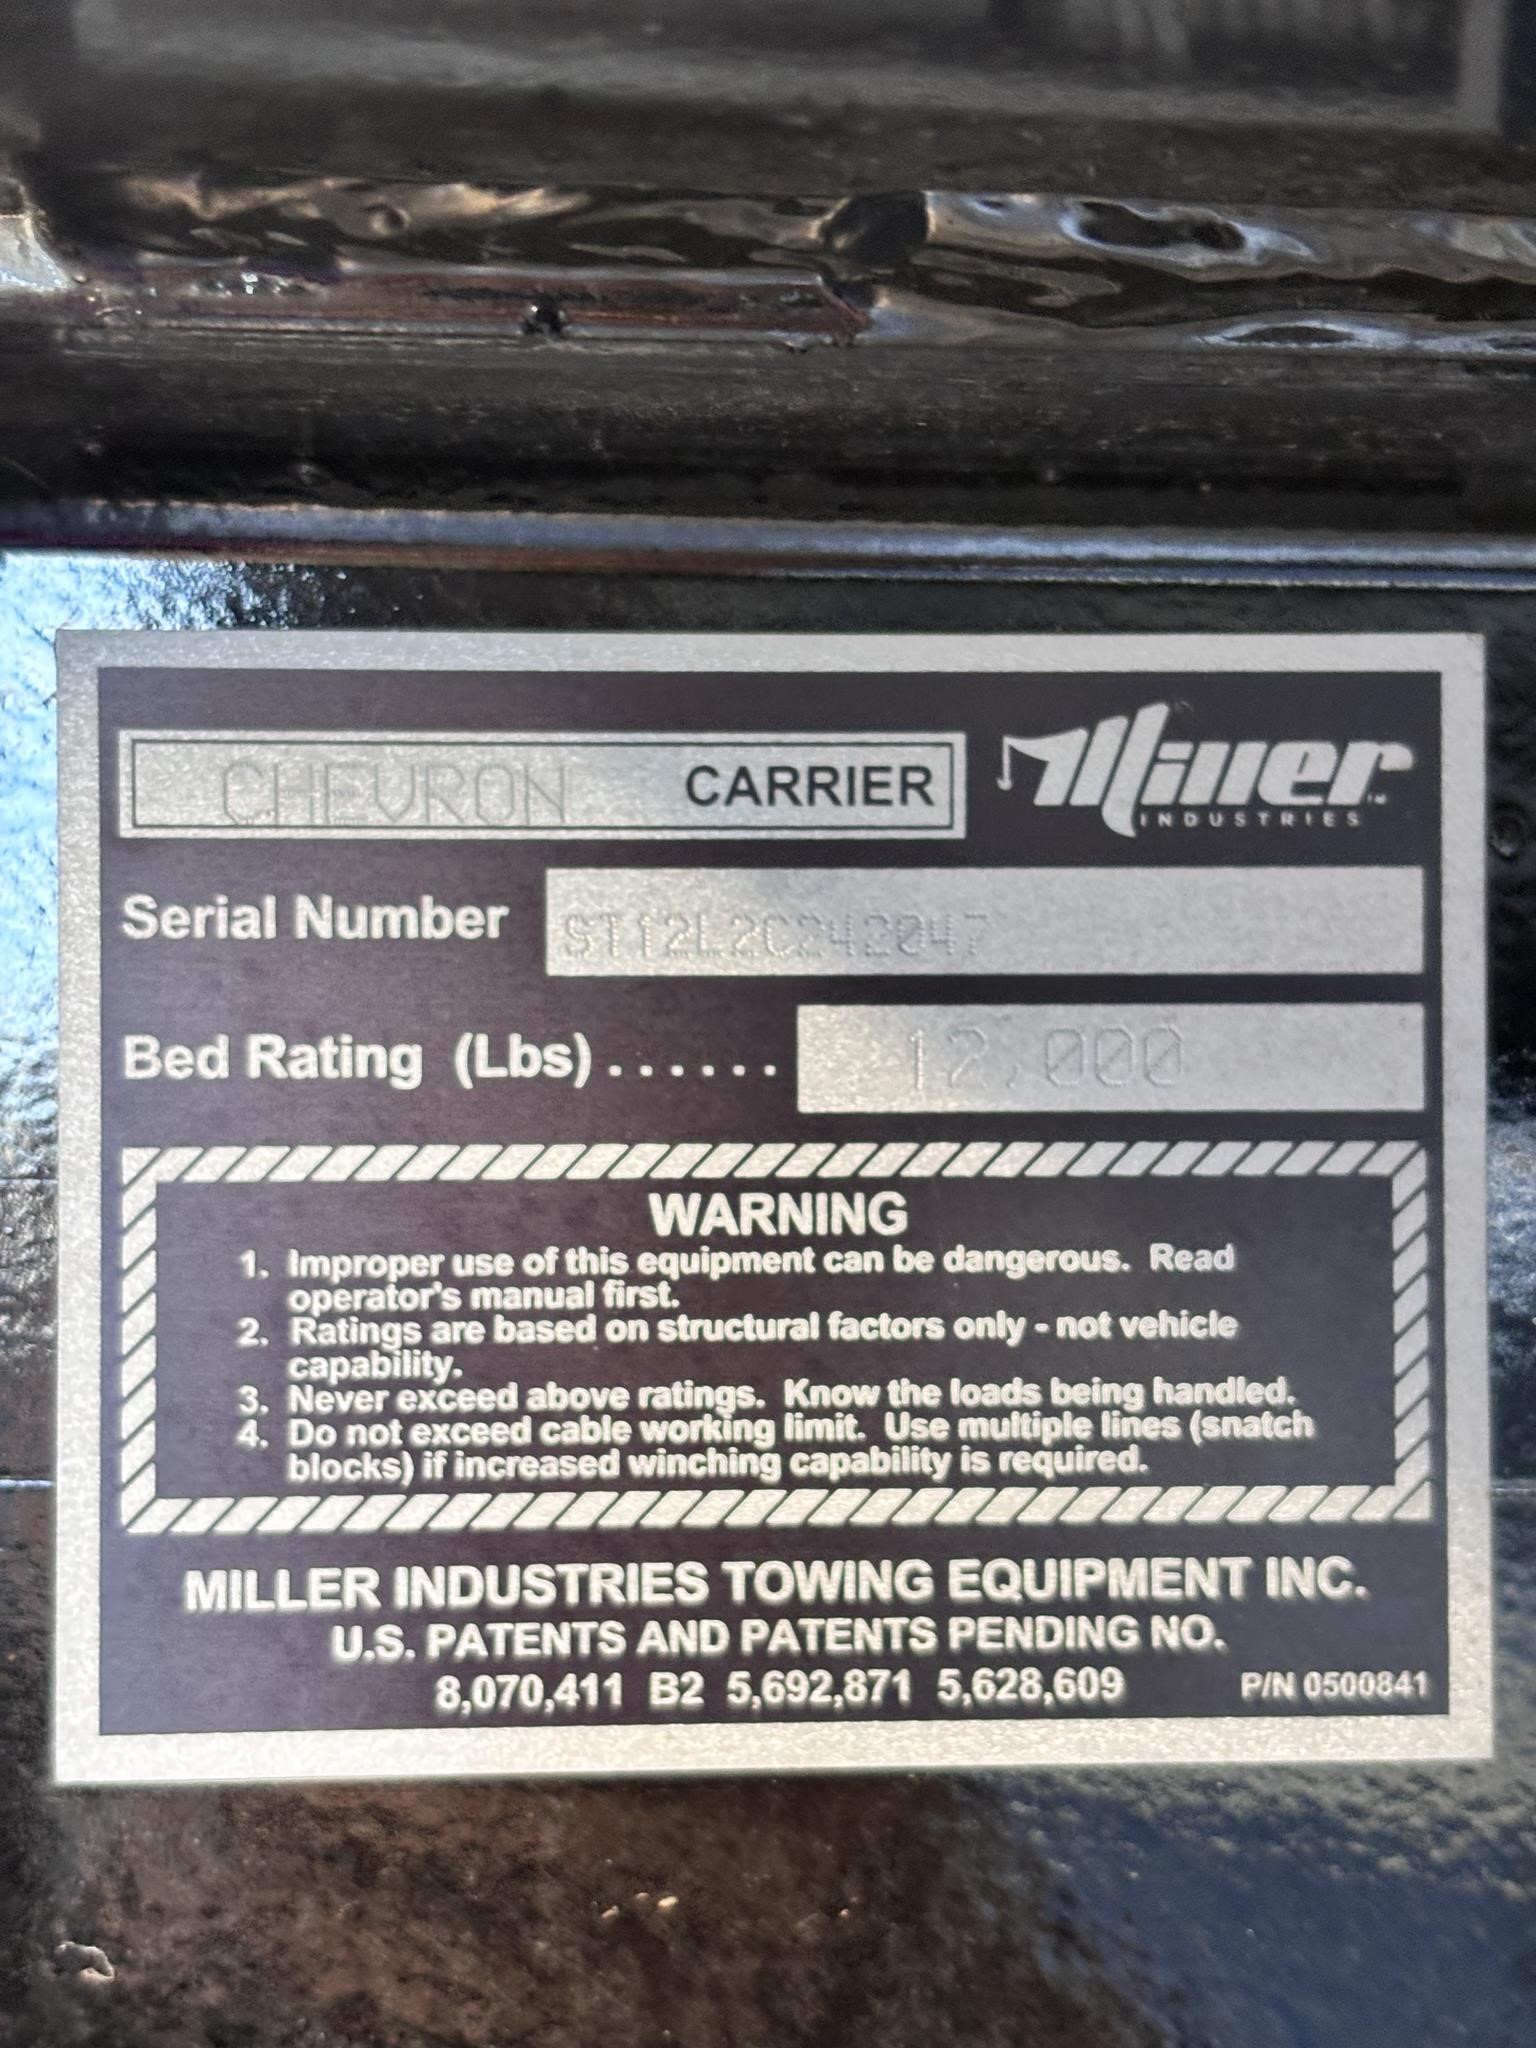 CHEVRON CARRIER
Miller
INDUSTRIES
Serial Number ST12L2C242047
Bed Rating (Lbs) ...... 12,000
WARNING
1. Improper use of this equipment can be dangerous. Read
operator's manual first.
2. Ratings are based on structural factors only - not vehicle
capability.
3. Never exceed above ratings. Know the loads being handled.
4. Do not exceed cable working limit. Use multiple lines (snatch
blocks) if increased winching capability is required.
MILLER INDUSTRIES TOWING EQUIPMENT INC.
U.S. PATENTS AND PATENTS PENDING NO.
8,070,411 B2 5,692,871 5,628,609 P/N 0500841